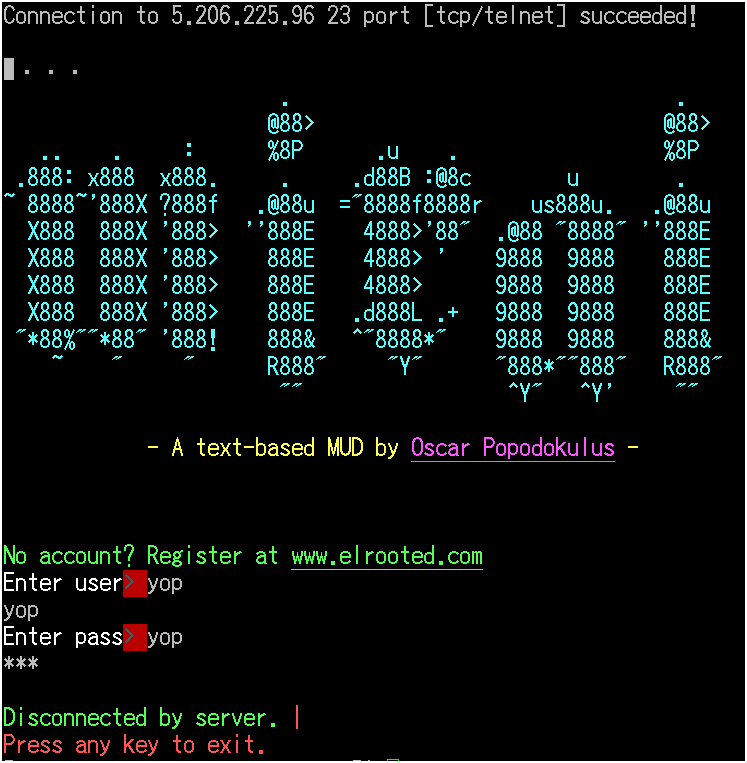 Connection to 5.206.225.96 23 port [tcp/telnet] succeeded!
...
- A text-based MUD by Oscar Popodokulus -
No account? Register at www.elrooted.com
Enter user> yop
yop
Enter pass> yop
***
Disconnected by server. |
Press any key to exit.